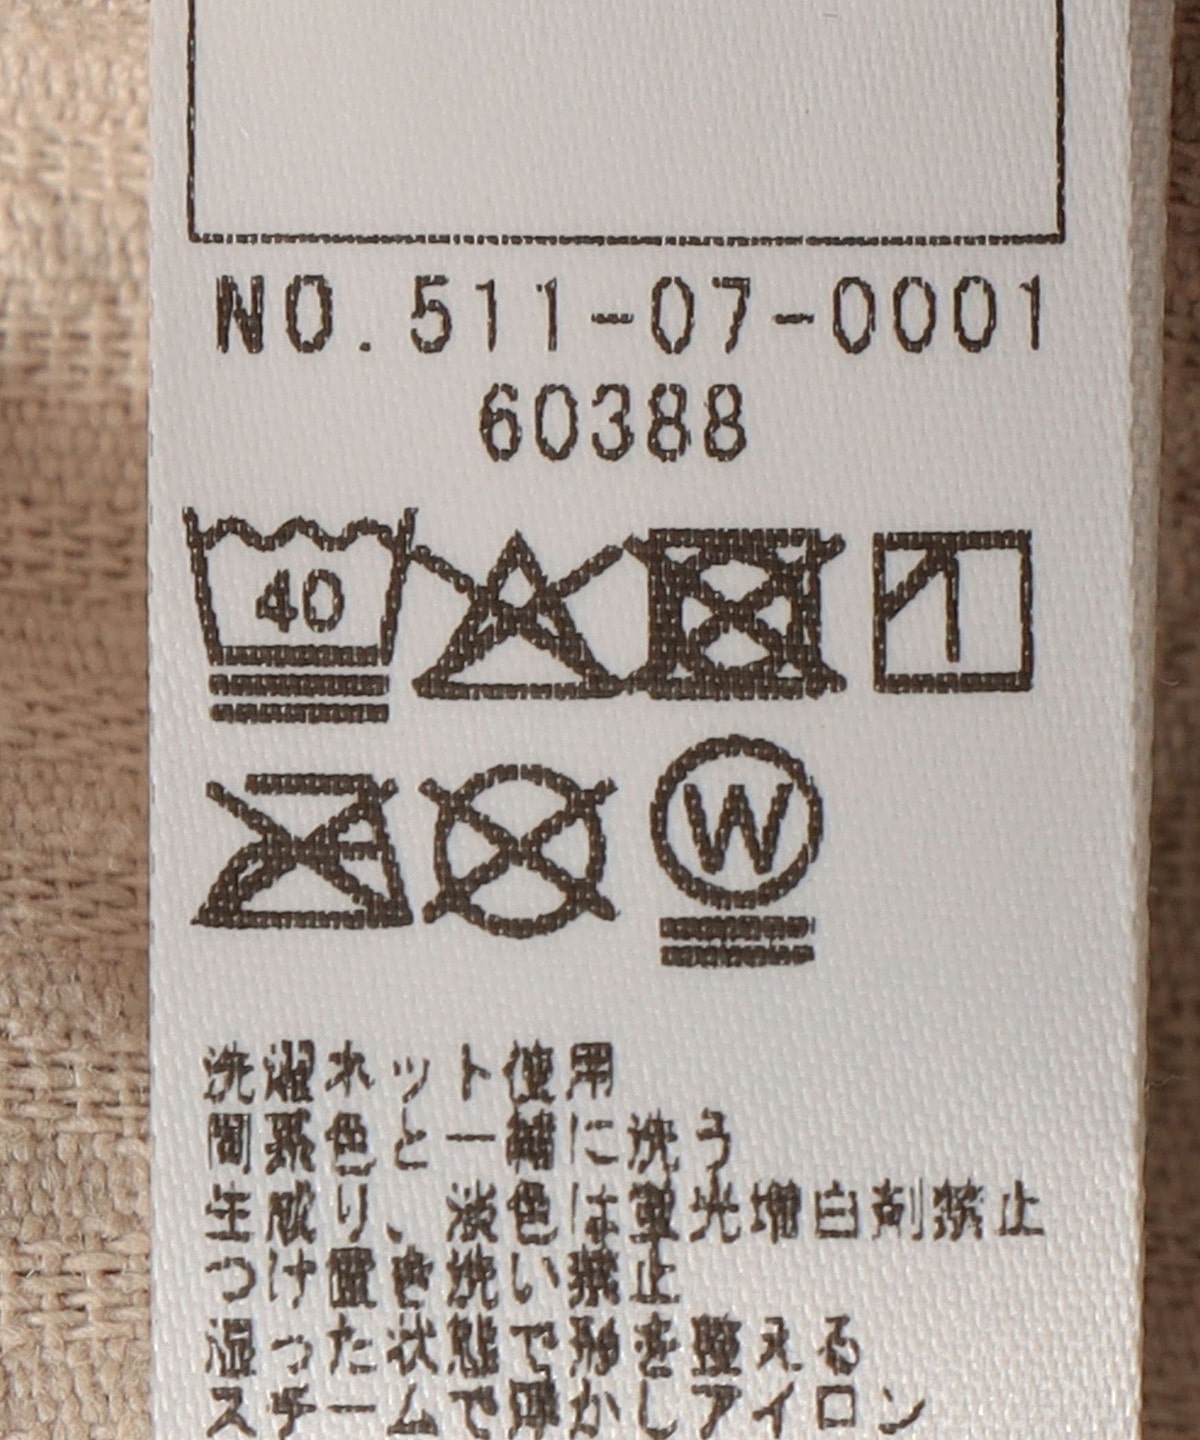 NO.511-07-0001
60388
40
W
洗濯ネット使用
同系色と一緒に洗う
生成り、淡色は蛍光増白剤禁止
つけ置き洗い禁止
湿った状態で形を整える
スチームで浮かしアイロン